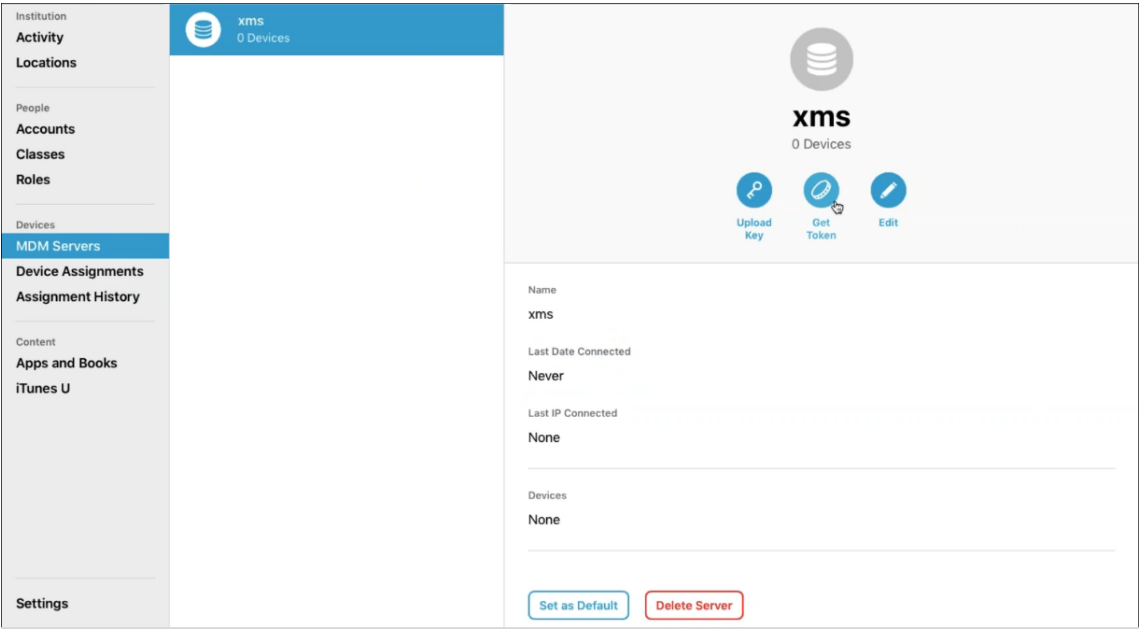 Institution
Activity
Locations
People
Accounts
Classes
Roles
Devices
MDM Servers
Device Assignments
Assignment History
Content
Apps and Books
iTunes U
Settings
xms
0 Devices
xms
0 Devices
Upload
Key
Get
Token
Edit
Name
xms
Last Date Connected
Never
Last IP Connected
None
Devices
None
Set as Default
Delete Server